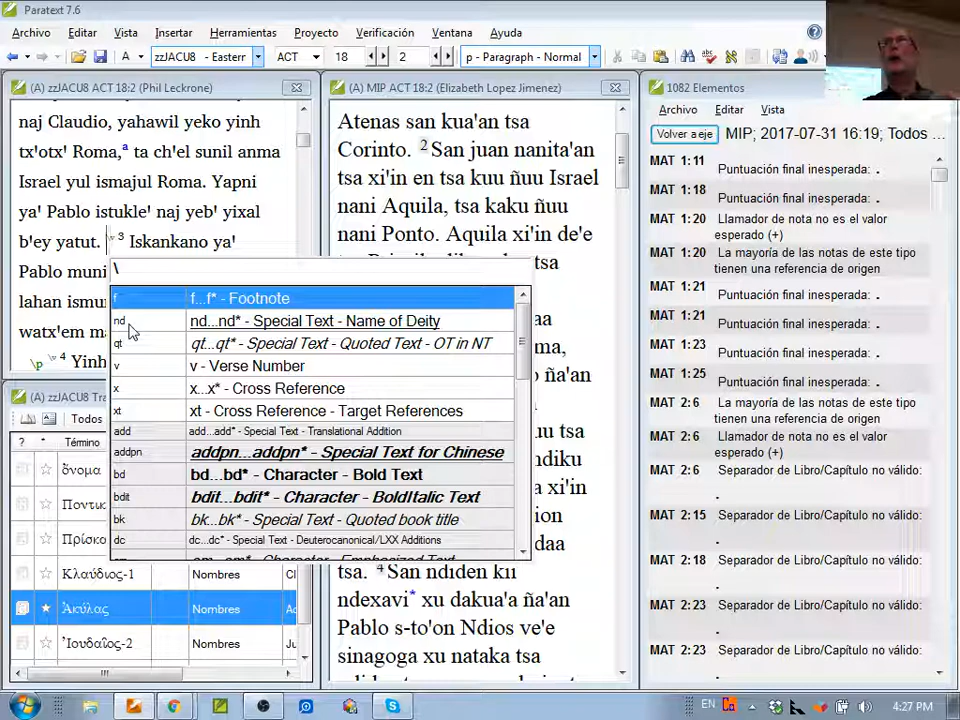 Paratext 7.6
Archivo Editar Vista Insertar Herramientas Proyecto Verificación Ventana Ayuda
A zzJACU8 - Easterr ACT 18 2 p - Paragraph - Normal
(A) zzJACU8 ACT 18:2 (Phil Leckrone)
naj Claudio, yahawil yeko yinh
tx'otx' Roma,a ta ch'el sunil anma
Israel yul ismajul Roma. Yapni
ya' Pablo istukle' naj yeb' yixal
b'ey yatut. \v 3 Iskankano ya'
Pablo muni
lahan ismu
watx'em ma
\p \v 4 Yinh
\
f f...f* - Footnote
nd nd...nd* - Special Text - Name of Deity
qt qt...qt* - Special Text - Quoted Text - OT in NT
v v - Verse Number
x x...x* - Cross Reference
xt xt - Cross Reference - Target References
add add...add* - Special Text - Translational Addition
addpn addpn...addpn* - Special Text for Chinese
bd bd...bd* - Character - Bold Text
bdit bdit...bdit* - Character - BoldItalic Text
bk bk...bk* - Special Text - Quoted book title
dc dc...dc* - Special Text - Deuterocanonical/LXX Additions
em...em* - Character - Emphasized Text
(A) zzJACU8 Tra
Todos
? * Término
ὄνομα
Ποντικ
Πρίσκα
Κλαύδιος-1 Nombres Cl
Ἀκύλας Nombres Ac
Ἰουδαῖος-2 Nombres Ju
(A) MIP ACT 18:2 (Elizabeth Lopez Jimenez)
Atenas san kua'an tsa
Corinto. 2 San juan nanita'an
tsa xi'in en tsa kuu ñuu Israel
nani Aquila, tsa kaku ñuu
nani Ponto. Aquila xi'in de'e
tsa
ma,
ña'an
uu tsa
ndiku
xi'in
ion
daa
tsa. 4 San ndiden kii
ndexavi* xu dakua'a ña'an
Pablo s-to'on Ndios ve'e
sinagoga xu nataka tsa
1082 Elementos
Archivo Editar Vista
Volver a eje MIP; 2017-07-31 16:19; Todos ...
MAT 1:11 Puntuación final inesperada: .
MAT 1:18 Puntuación final inesperada: .
MAT 1:20 Llamador de nota no es el valor
esperado (+)
MAT 1:20 La mayoría de las notas de este tipo
tienen una referencia de origen
MAT 1:21 Puntuación final inesperada: .
MAT 1:21 Puntuación final inesperada: .
MAT 1:23 Puntuación final inesperada: .
MAT 1:25 Puntuación final inesperada: .
MAT 2:6 La mayoría de las notas de este tipo
tienen una referencia de origen
MAT 2:6 Llamador de nota no es el valor
esperado (+)
MAT 2:6 Separador de Libro/Capítulo no válido:
.
MAT 2:15 Separador de Libro/Capítulo no válido:
.
MAT 2:23 Separador de Libro/Capítulo no válido:
.
MAT 2:23 Separador de Libro/Capítulo no válido:
.
MAT 2:23 Separador de Libro/Capítulo no válido:
.
EN 4:27 PM